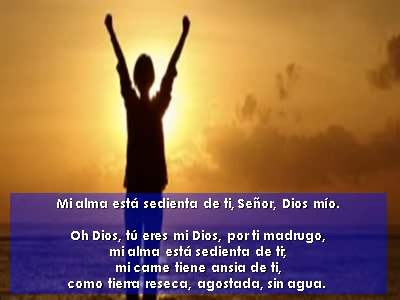 Mi alma está sedienta de ti, Señor, Dios mío.
Oh Dios, tú eres mi Dios, por ti madrugo,
mi alma está sedienta de ti;
mi carne tiene ansia de ti,
como tierra reseca, agostada, sin agua.